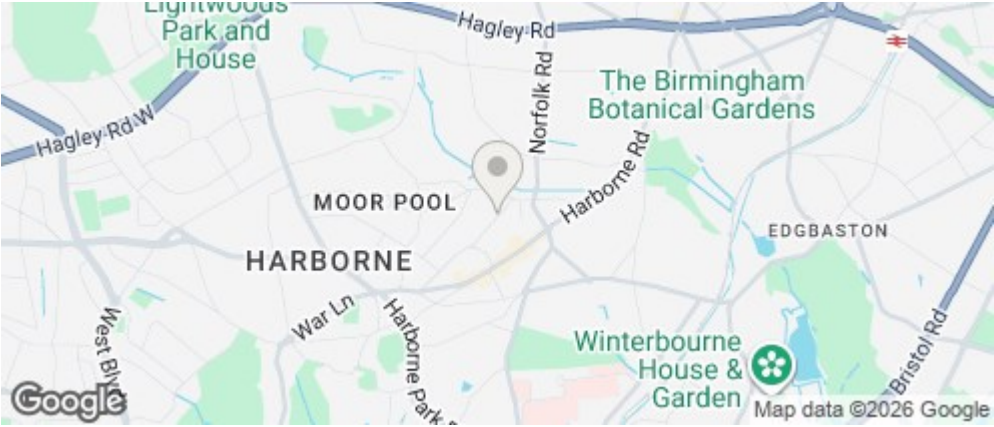 Lightwoods
Park and
House
Hagley Rd
Hagley Rd W
Norfolk Rd
The Birmingham
Botanical Gardens
Harborne Rd
MOOR POOL
EDGBASTON
HARBORNE
War Ln
West Blvd
Harborne Park
Winterbourne
House &
Garden
Bristol Rd
Google
Map data ©2026 Google